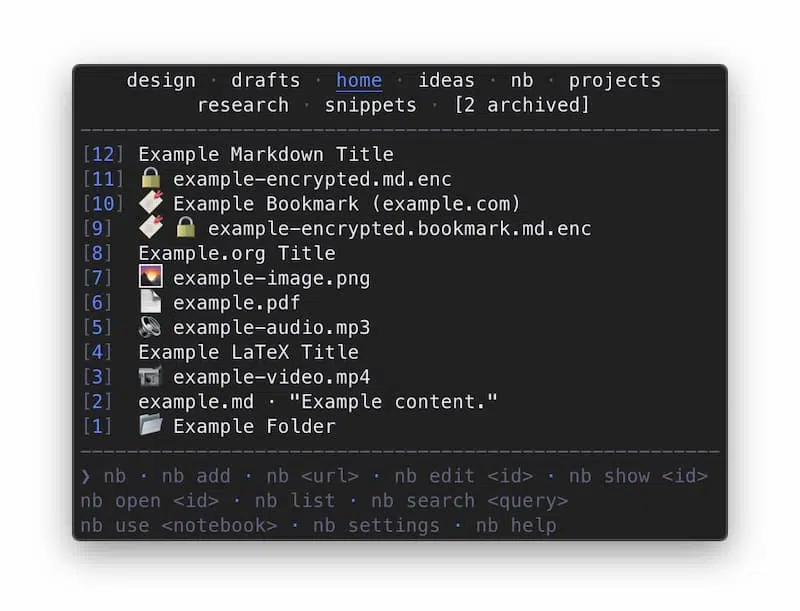 design · drafts · home · ideas · nb · projects
research · snippets · [2 archived]
[12] Example Markdown Title
[11] 🔒 example-encrypted.md.enc
[10] 🔖 Example Bookmark (example.com)
[9] 🔖 🔒 example-encrypted.bookmark.md.enc
[8] Example.org Title
[7] 🌄 example-image.png
[6] 📄 example.pdf
[5] 🔉 example-audio.mp3
[4] Example LaTeX Title
[3] 📹 example-video.mp4
[2] example.md · "Example content."
[1] 📂 Example Folder
❯ nb · nb add · nb <url> · nb edit <id> · nb show <id>
nb open <id> · nb list · nb search <query>
nb use <notebook> · nb settings · nb help